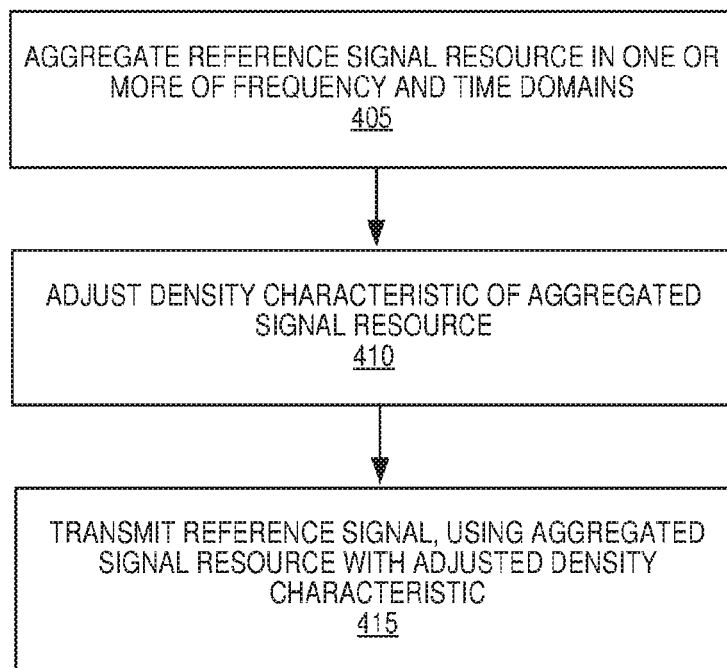 AGGREGATE REFERENCE SIGNAL RESOURCE IN ONE OR
MORE OF FREQUENCY AND TIME DOMAINS
405
ADJUST DENSITY CHARACTERISTIC OF AGGREGATED
SIGNAL RESOURCE
410
TRANSMIT REFERENCE SIGNAL, USING AGGREGATED
SIGNAL RESOURCE WITH ADJUSTED DENSITY
CHARACTERISTIC
415